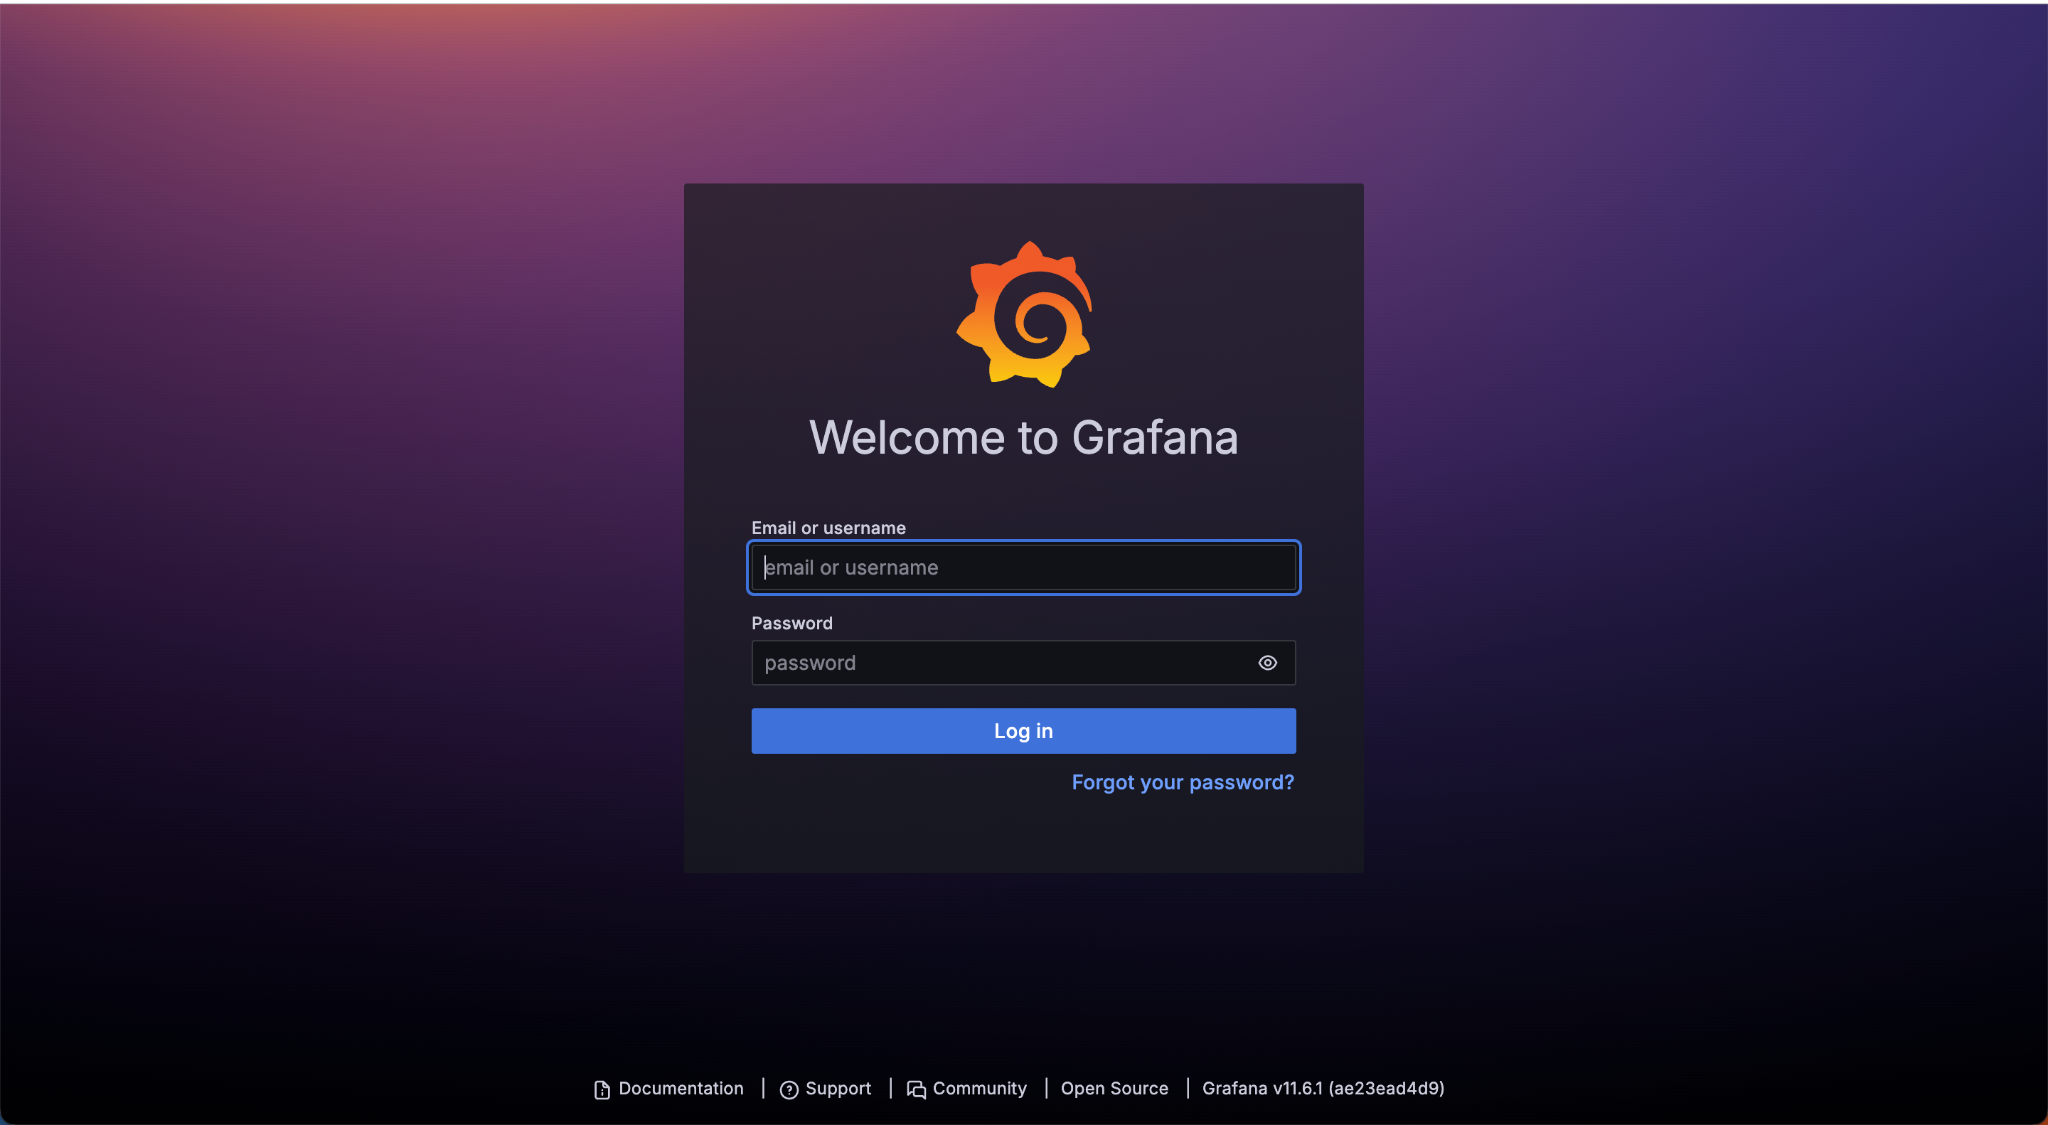 Welcome to Grafana
Email or username
email or username
Password
password
Log in
Forgot your password?
Documentation | Support | Community | Open Source | Grafana v11.6.1 (ae23ead4d9)